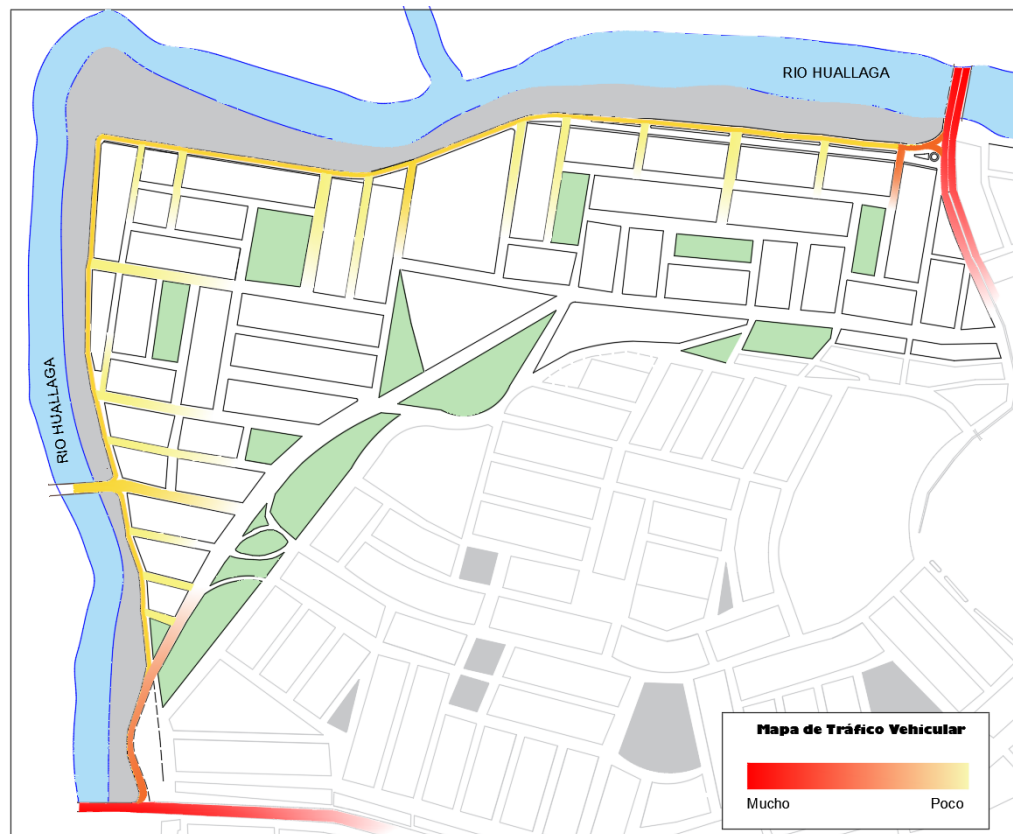 RIO HUALLAGA
RIO HUALLAGA
Mapa de Tráfico Vehicular
Mucho
Poco